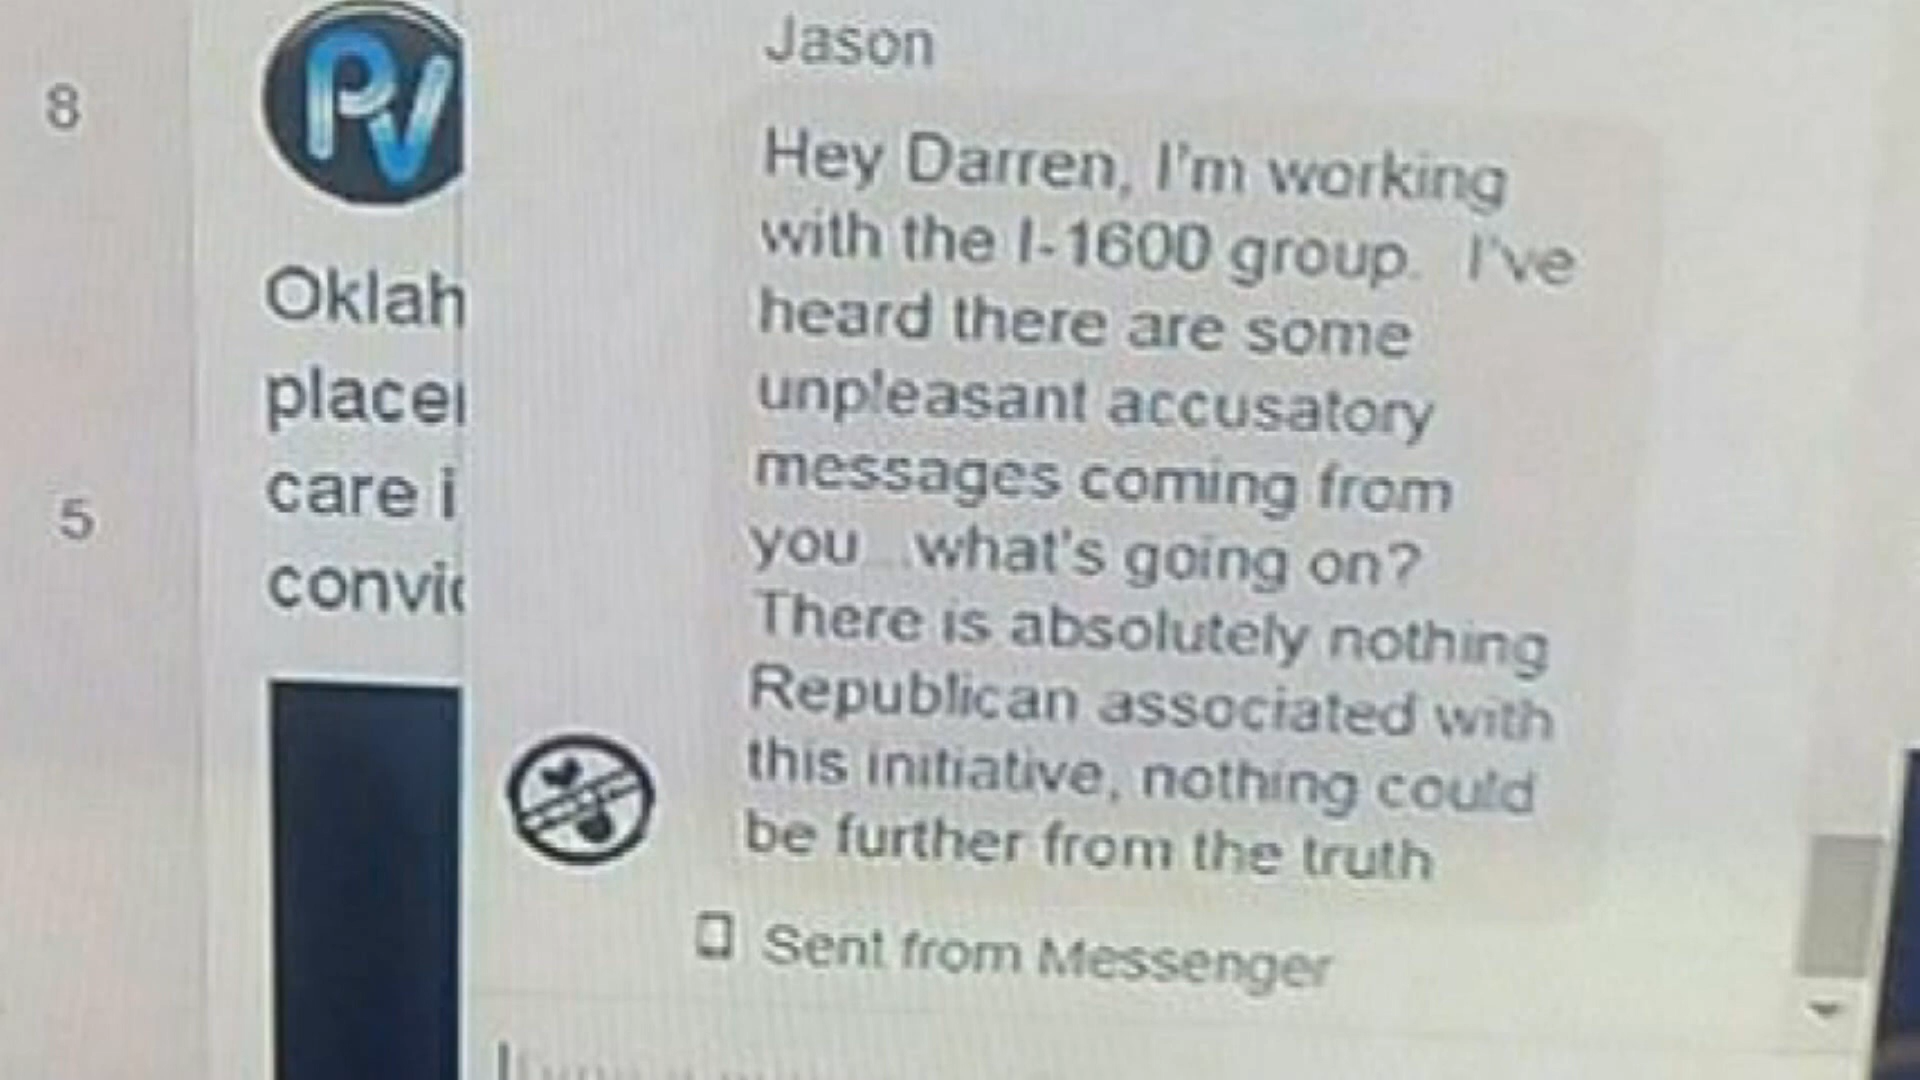 8
PV
Oklah
place
care i
convi
5
Jason
Hey Darren, I'm working
with the I-1600 group. I've
heard there are some
unpleasant accusatory
messages coming from
you...what's going on?
There is absolutely nothing
Republican associated with
this initiative, nothing could
be further from the truth
Sent from Messenger